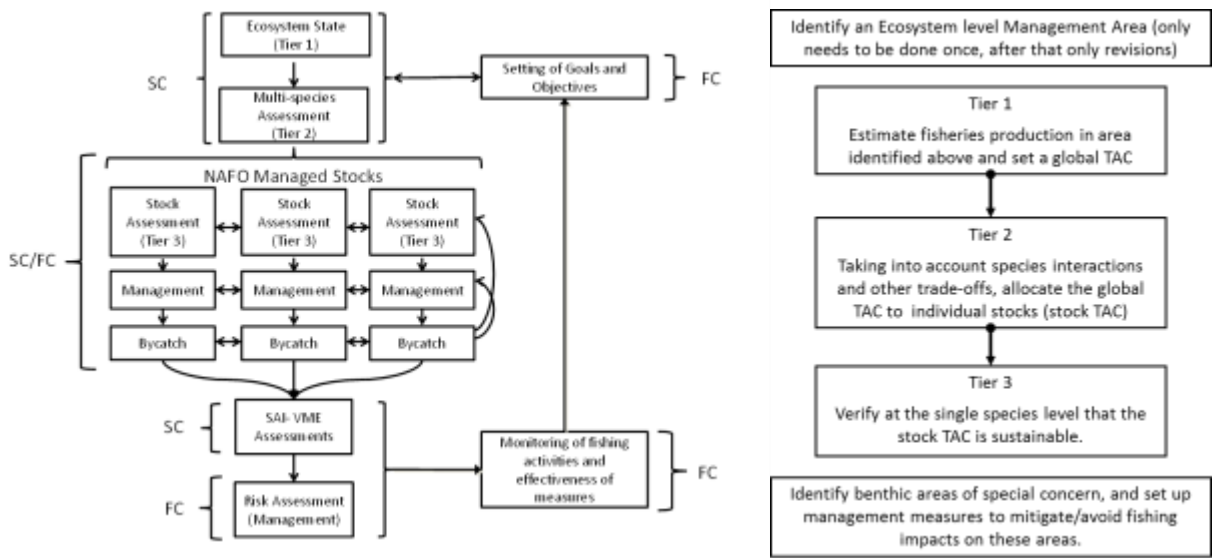 Ecosystem State
(Tier 1)
SC
Multi-species
Assessment
(Tier 2)
Setting of Goals and
Objectives
FC
NAFO Managed Stocks
SC/FC
Stock
Assessment
(Tier 3)
Stock
Assessment
(Tier 3)
Stock
Assessment
(Tier 3)
Management
Management
Management
Bycatch
Bycatch
Bycatch
SC
SAI- VME
Assessments
FC
Risk Assessment
(Management)
Monitoring of fishing
activities and
effectiveness of
measures
FC
Identify an Ecosystem level Management Area (only
needs to be done once, after that only revisions)
Tier 1
Estimate fisheries production in area
identified above and set a global TAC
Tier 2
Taking into account species interactions
and other trade-offs, allocate the global
TAC to individual stocks (stock TAC)
Tier 3
Verify at the single species level that the
stock TAC is sustainable.
Identify benthic areas of special concern, and set up
management measures to mitigate/avoid fishing
impacts on these areas.